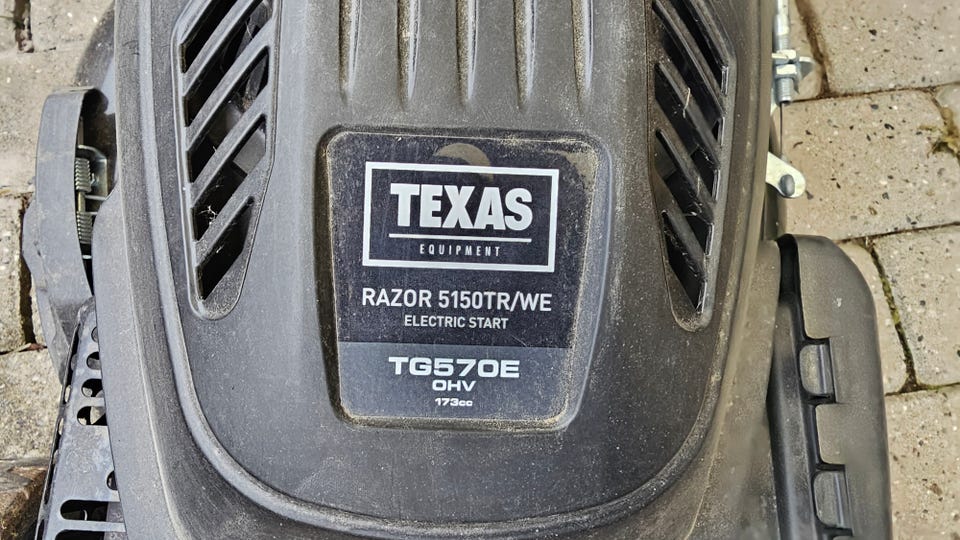 TEXAS
EQUIPMENT
RAZOR 5150TR/WE
ELECTRIC START
TG570E
OHV
173cc